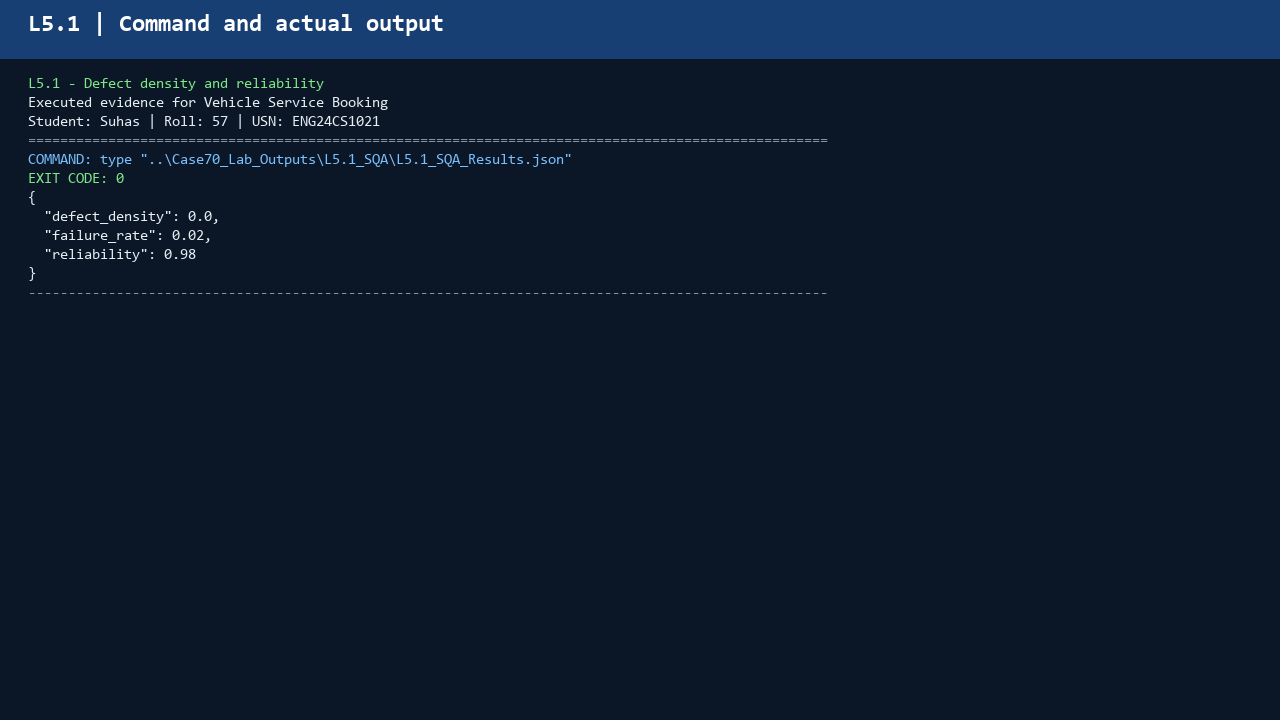 L5.1 | Command and actual output
L5.1 - Defect density and reliability
Executed evidence for Vehicle Service Booking
Student: Suhas | Roll: 57 | USN: ENG24CS1021
====================================================================================================
COMMAND: type "..\Case70_Lab_Outputs\L5.1_SQA\L5.1_SQA_Results.json"
EXIT CODE: 0
{
  "defect_density": 0.0,
  "failure_rate": 0.02,
  "reliability": 0.98
}
----------------------------------------------------------------------------------------------------